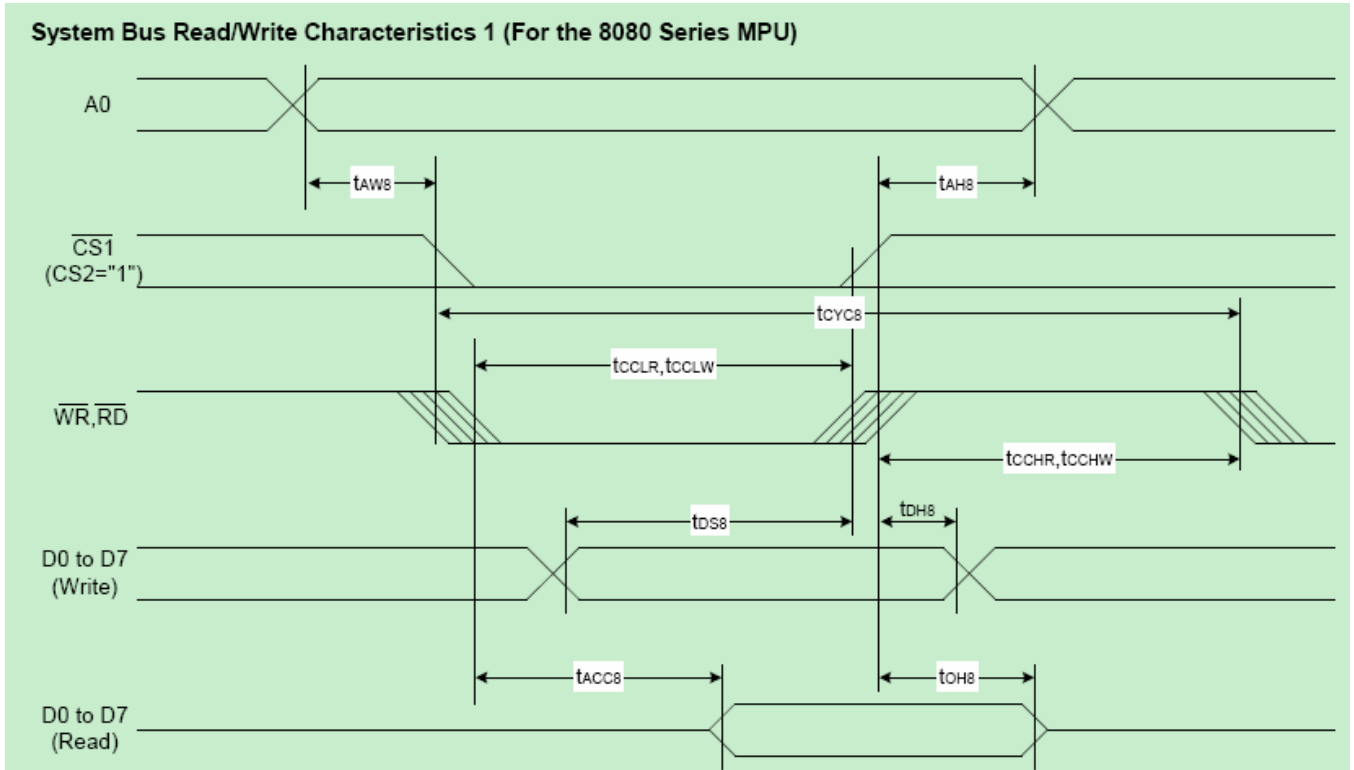 System Bus Read/Write Characteristics 1 (For the 8080 Series MPU)
A0
tAW8
tAH8
CS1
(CS2="1")
tCYC8
tCCLR,tCCLW
WR,RD
tCCHR,tCCHW
tDS8
tDH8
D0 to D7
(Write)
tACC8
tOH8
D0 to D7
(Read)